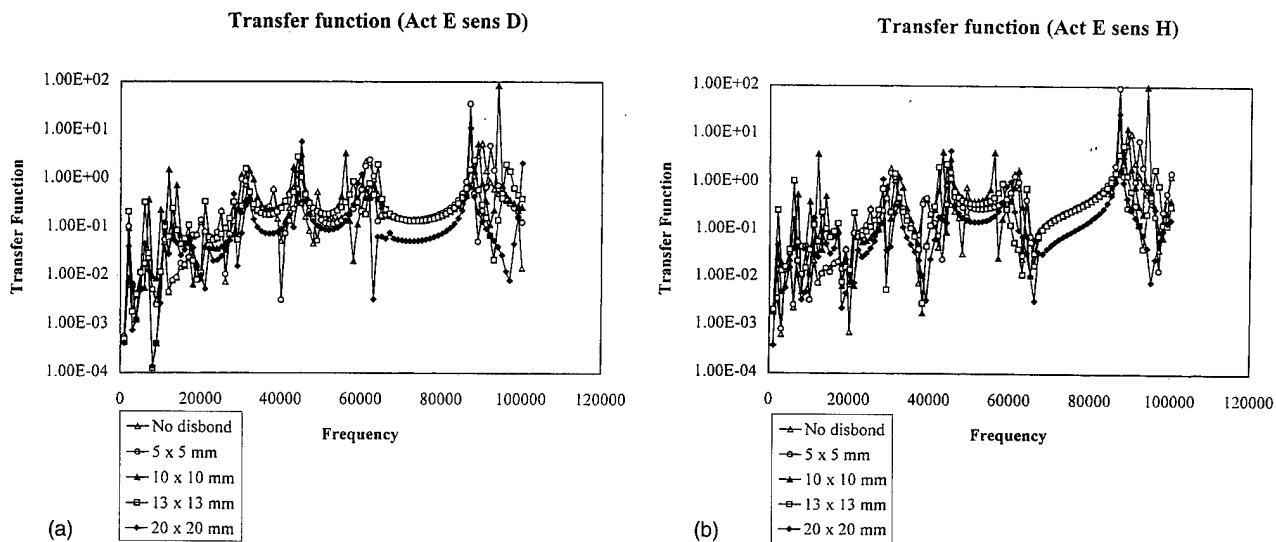 Transfer function (Act E sens D)
Transfer Function
1.00E+02
1.00E+01
1.00E+00
1.00E-01
1.00E-02
1.00E-03
1.00E-04
0 20000 40000 60000 80000 100000 120000
Frequency
No disbond
5 x 5 mm
10 x 10 mm
13 x 13 mm
20 x 20 mm
(a)
Transfer function (Act E sens H)
Transfer Function
1.00E+02
1.00E+01
1.00E+00
1.00E-01
1.00E-02
1.00E-03
1.00E-04
0 20000 40000 60000 80000 100000 120000
Frequency
No disbond
5 x 5 mm
10 x 10 mm
13 x 13 mm
20 x 20 mm
(b)